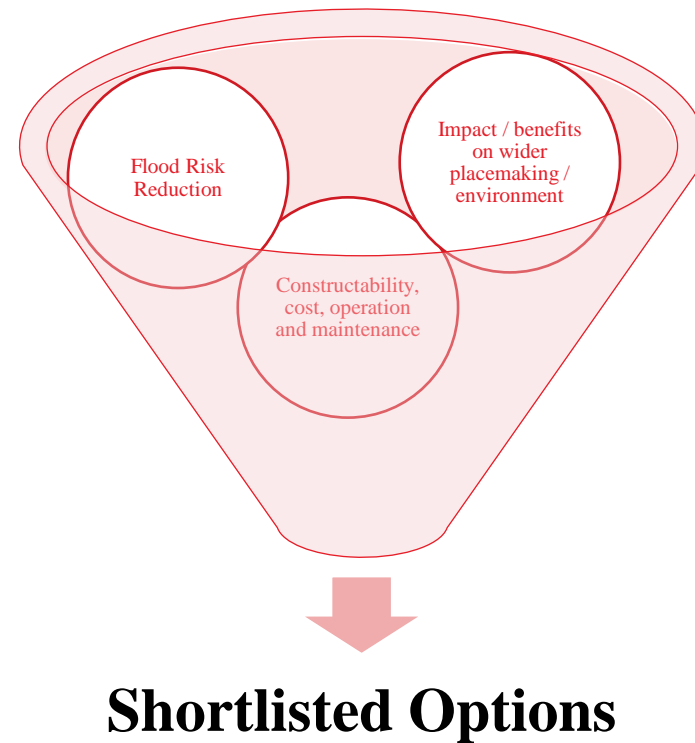 Flood Risk
Reduction
Impact / benefits
on wider
placemaking /
environment
Constructability,
cost, operation
and maintenance
Shortlisted Options